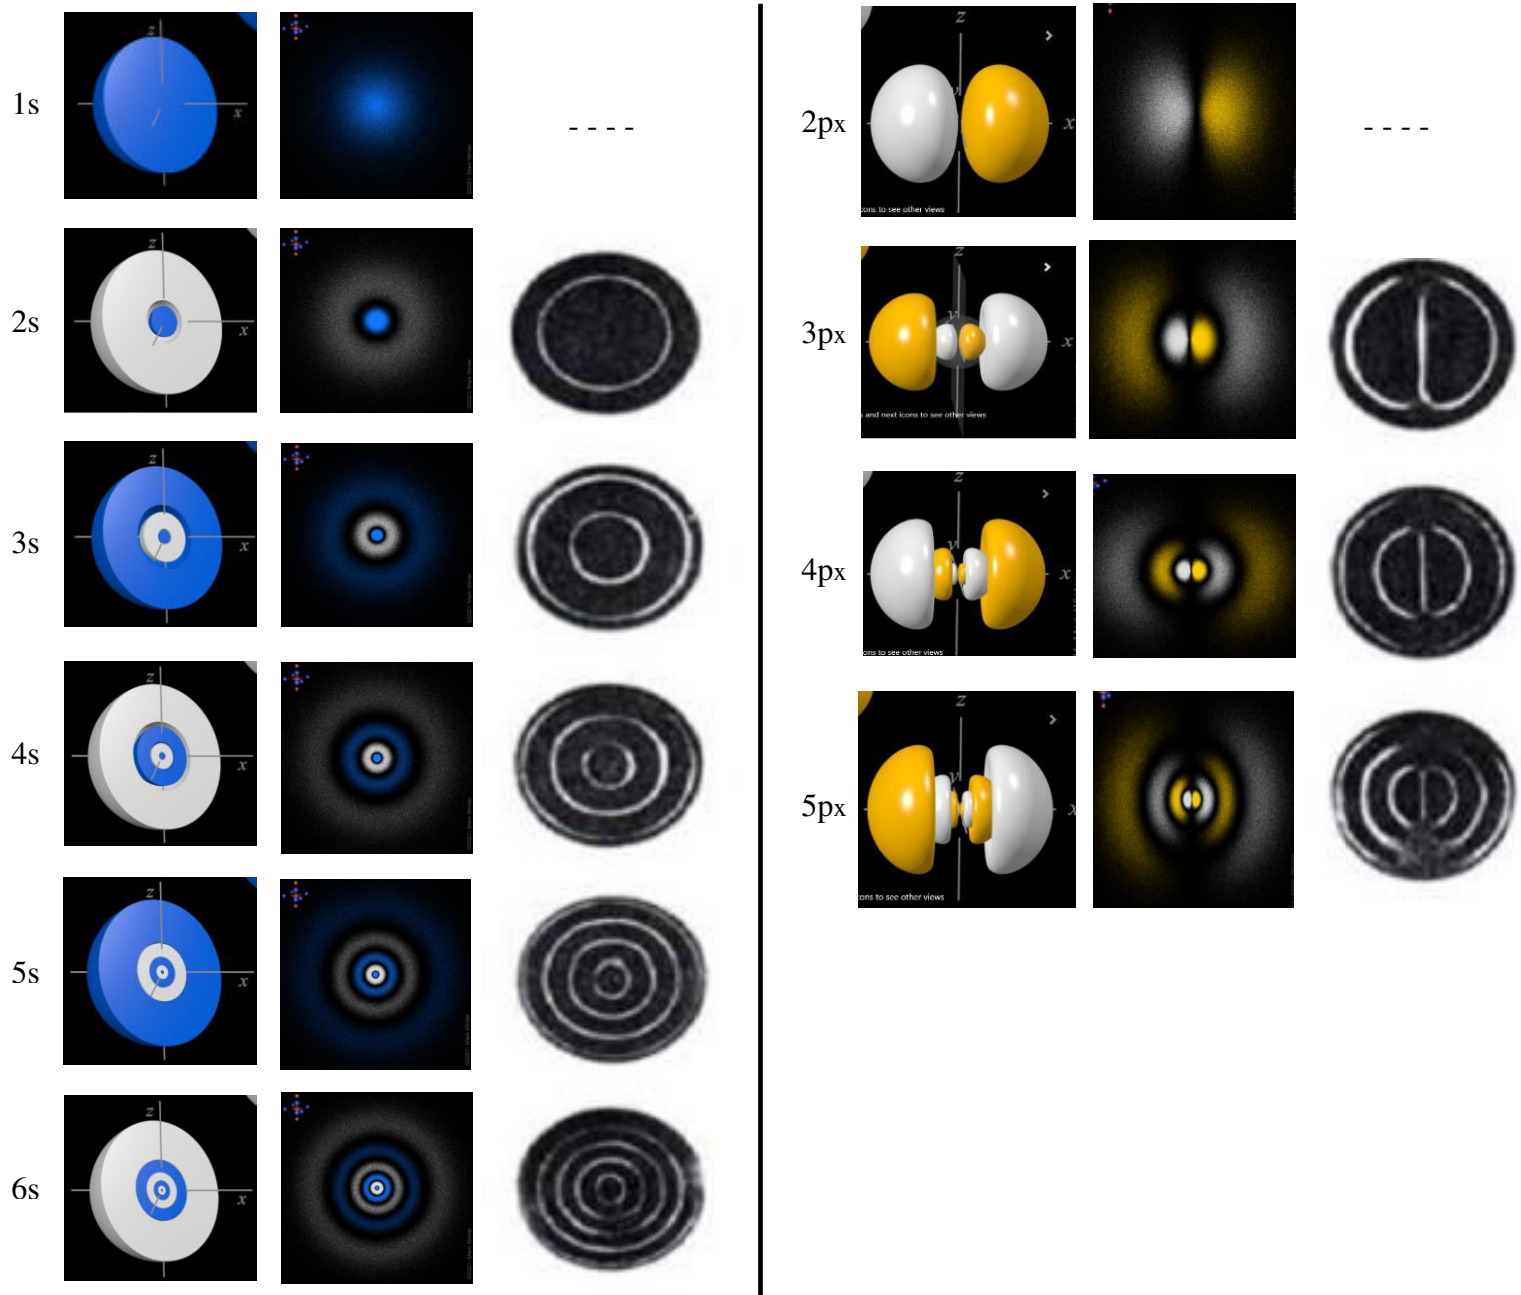 1s
z
x
- - - -
2s
z
x
3s
z
x
4s
z
x
5s
z
x
6s
z
x
2px
z
y
x
cons to see other views
- - - -
3px
z
y
x
and next icons to see other views
4px
z
y
x
ons to see other views
5px
z
y
x
cons to see other views